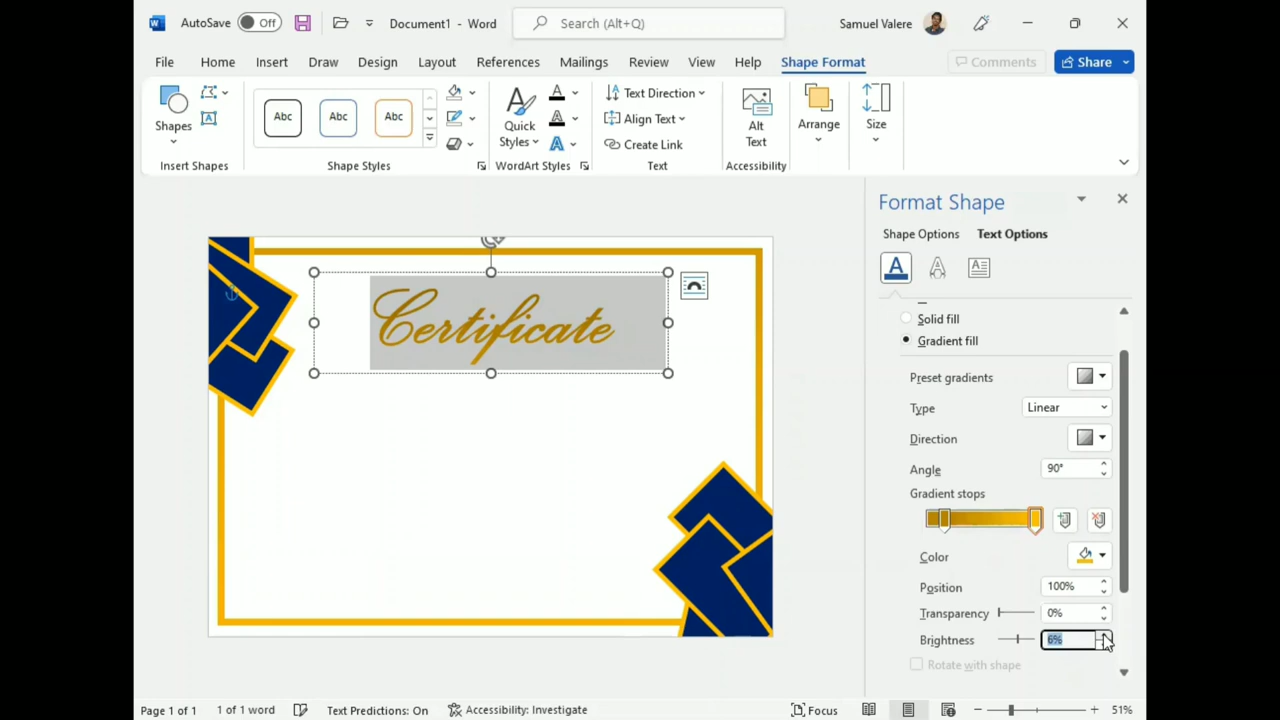 AutoSave Off Document1 - Word Search (Alt+Q) Samuel Valere
File Home Insert Draw Design Layout References Mailings Review View Help Shape Format Comments Share
Shapes
Insert Shapes
Abc Abc Abc
Shape Styles
Quick
Styles
WordArt Styles
Text Direction
Align Text
Create Link
Text
Alt
Text
Accessibility
Arrange
Size
Format Shape
Shape Options Text Options
Solid fill
Gradient fill
Preset gradients
Type Linear
Direction
Angle 90°
Gradient stops
Color
Position 100%
Transparency 0%
Brightness 6%
Rotate with shape
Certificate
Page 1 of 1 1 of 1 word Text Predictions: On Accessibility: Investigate Focus 51%